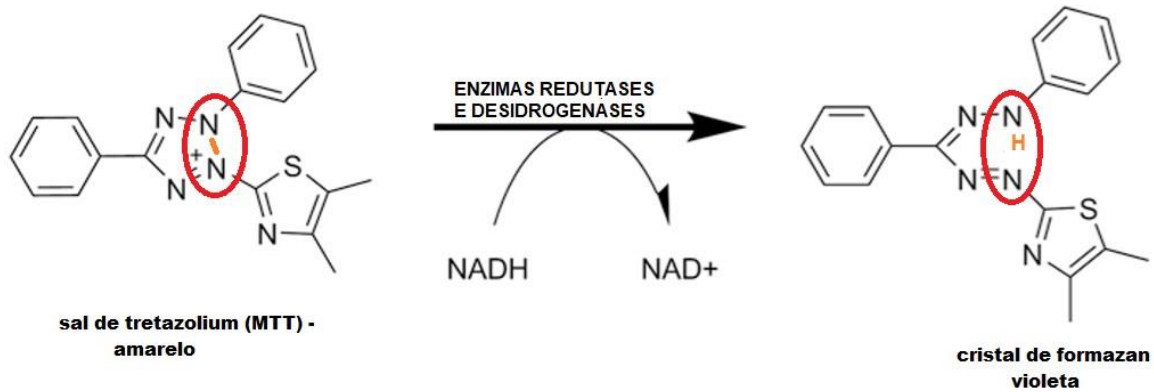 N
N
N
+
N
S
N
sal de tretazolium (MTT) -
amarelo
ENZIMAS REDUTASES
E DESIDROGENASES
NADH
NAD+
N
N
H
N
N
S
N
cristal de formazan
violeta